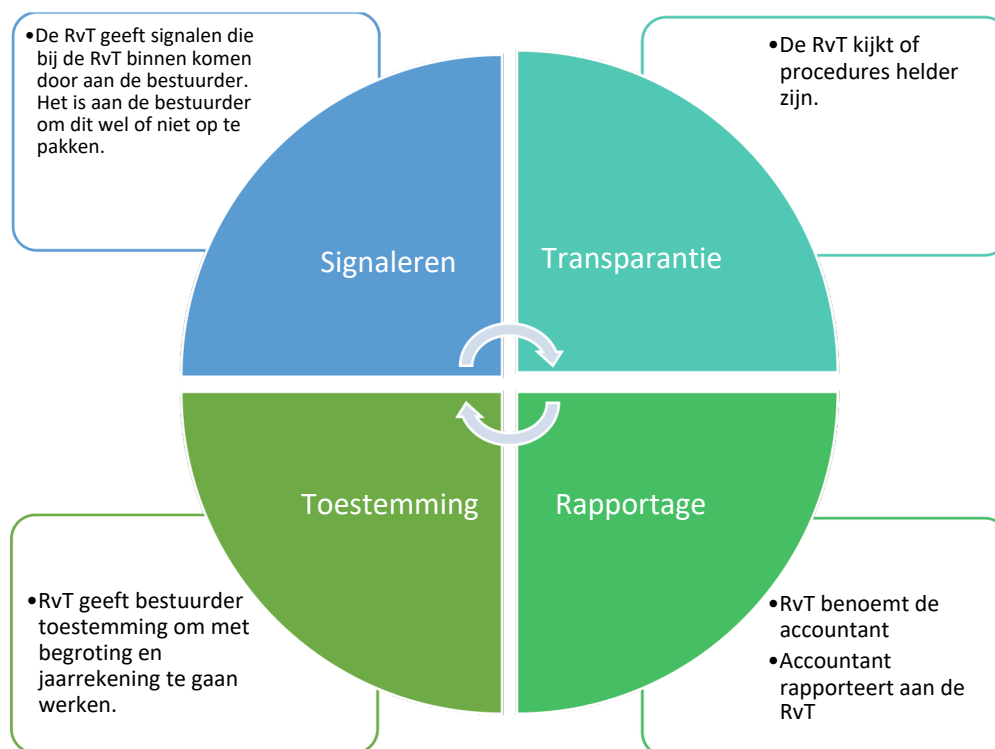 •De RvT geeft signalen die
bij de RvT binnen komen
door aan de bestuurder.
Het is aan de bestuurder
om dit wel of niet op te
pakken.
•De RvT kijkt of
procedures helder
zijn.
Signaleren
Transparantie
Toestemming
Rapportage
•RvT geeft bestuurder
toestemming om met
begroting en
jaarrekening te gaan
werken.
•RvT benoemt de
accountant
•Accountant
rapporteert aan de
RvT